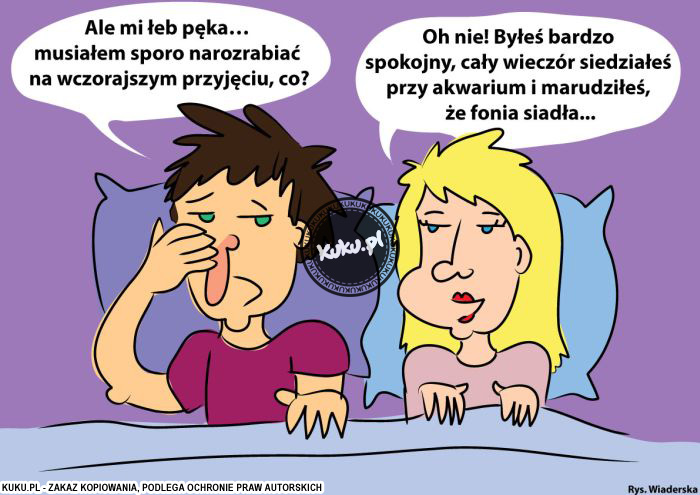 Ale mi łeb pęka...
musiałem sporo narozrabiać
na wczorajszym przyjęciu, co?
Oh nie! Byłeś bardzo
spokojny, cały wieczór siedziałeś
przy akwarium i marudziłeś,
że fonia siadła...
kuku.pl
KUKU.PL - ZAKAZ KOPIOWANIA, PODLEGA OCHRONIE PRAW AUTORSKICH
Rys. Wiaderska